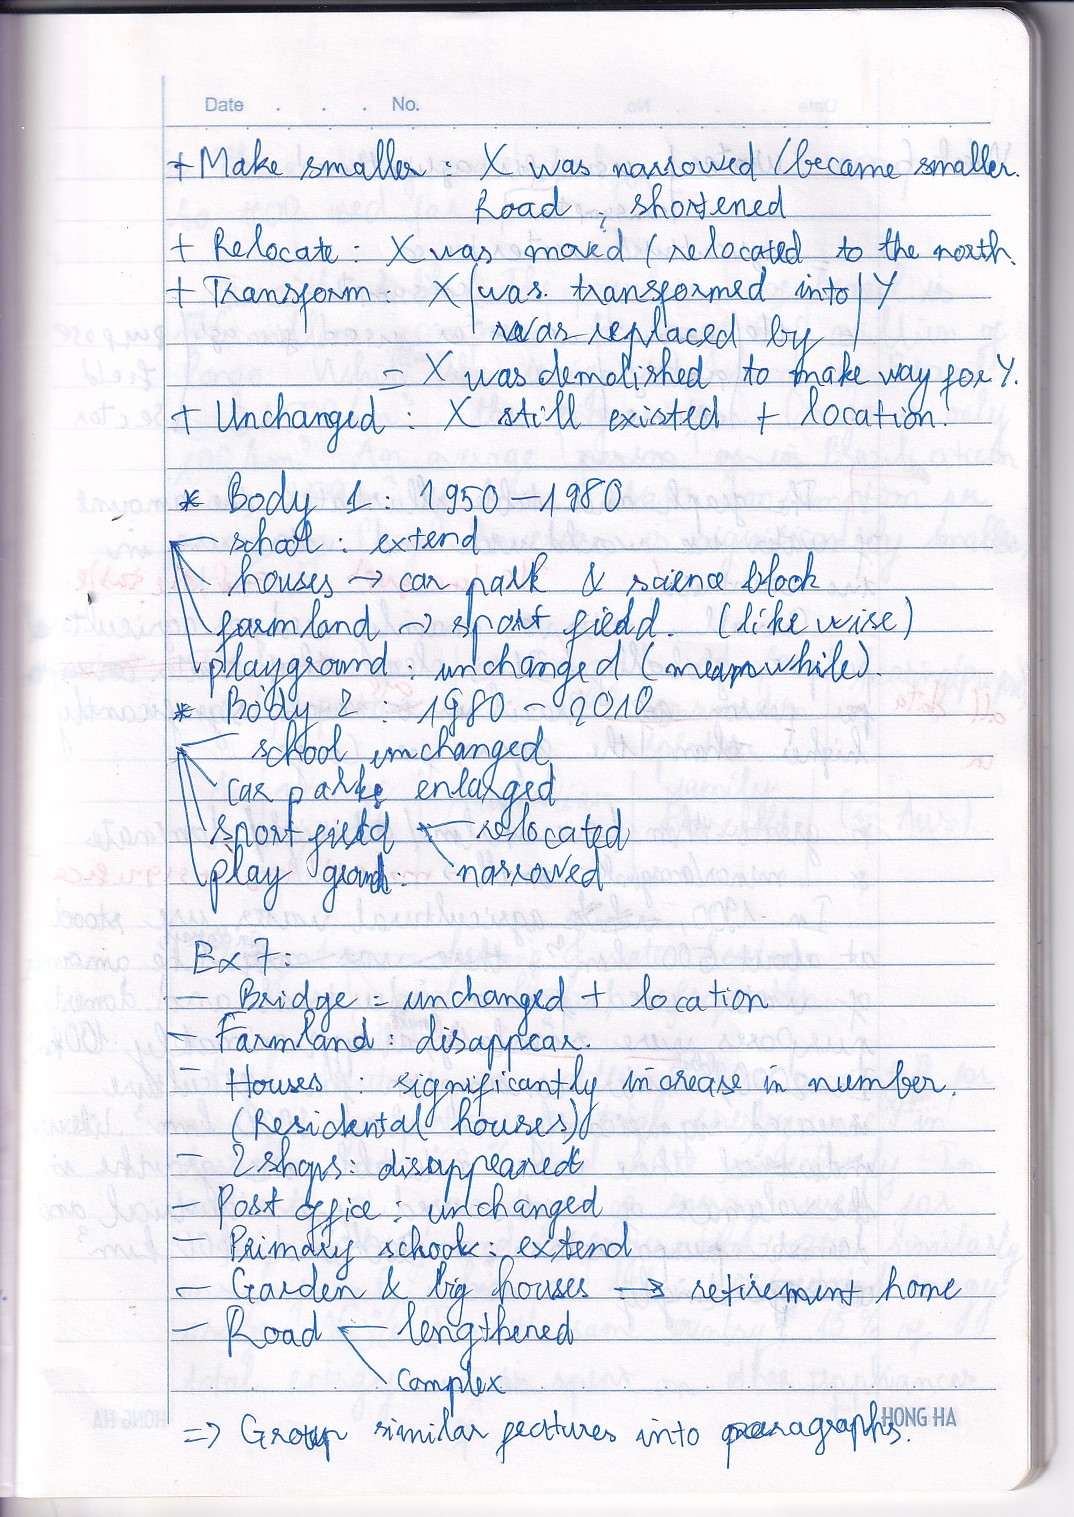 Date . . . No.
+ Make smaller : X was narrowed / became smaller.
Road , shortened
+ Relocate : X was moved / relocated to the north.
+ Transform : X was transformed into Y
was replaced by
= X was demolished to make way for Y.
+ Unchanged : X still existed + location.
* Body 1 : 1950 – 1980
school : extend
houses → car park & science block
farmland → sport field. (likewise)
playground : unchanged (meanwhile).
* Body 2 : 1980 – 2010
school unchanged
car parks enlarged
sport field ← relocated
play ground : narrowed
Ex 7 :
– Bridge = unchanged + location
– Farmland : disappear.
– Houses : significantly increase in number.
(Residental houses)
– 2 shops : disappeared
– Post office : unchanged
– Primary school : extend
– Garden & big houses → retirement home
– Road ← lengthened
complex
HONG HA
=> Group similar features into paragraphs.